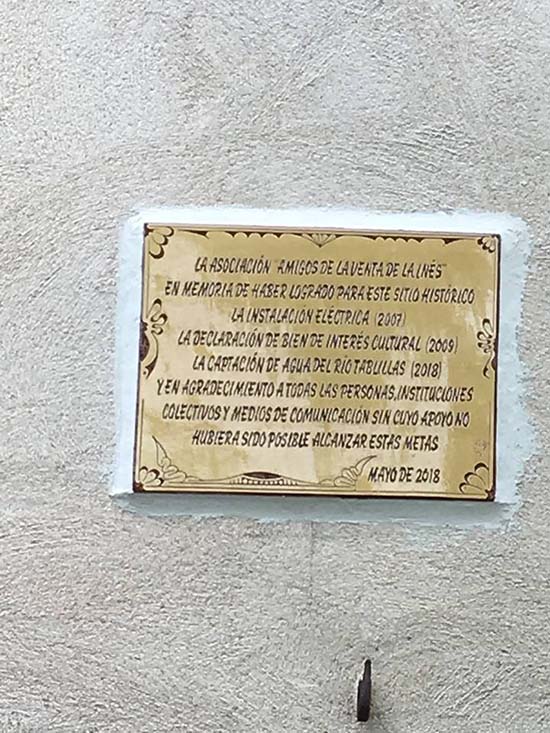 LA ASOCIACIÓN "AMIGOS DE LA VENTA DE LA INÉS"
EN MEMORIA DE HABER LOGRADO PARA ESTE SITIO HISTÓRICO
LA INSTALACIÓN ELÉCTRICA (2007)
LA DECLARACIÓN DE BIEN DE INTERÉS CULTURAL (2009)
LA CAPTACIÓN DE AGUA DEL RÍO TABLILLAS (2018)
Y EN AGRADECIMIENTO A TODAS LAS PERSONAS, INSTITUCIONES
COLECTIVOS Y MEDIOS DE COMUNICACIÓN SIN CUYO APOYO NO
HUBIERA SIDO POSIBLE ALCANZAR ESTAS METAS
MAYO DE 2018